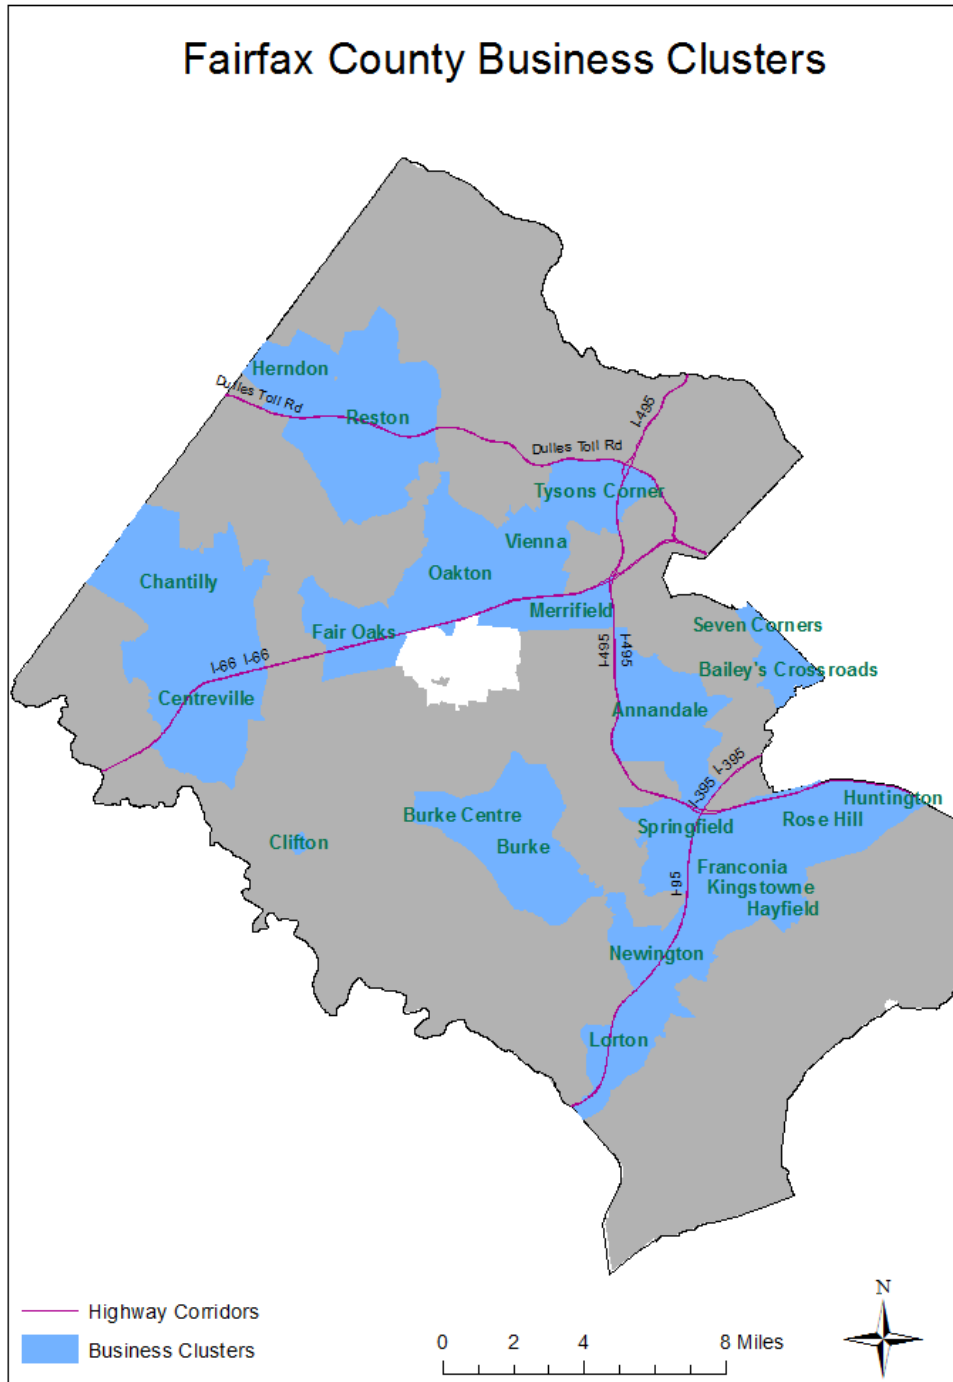 Fairfax County Business Clusters
Herndon
Dulles Toll Rd
Reston
I-495
Dulles Toll Rd
Tysons Corner
Vienna
Oakton
Chantilly
Merrifield
Fair Oaks
Seven Corners
I-66 I-66
I-495
I-495
Bailey's Crossroads
Centreville
Annandale
I-395
I-395
Huntington
Burke Centre
Rose Hill
Springfield
Clifton
Burke
Franconia
I-95
Kingstowne
Hayfield
Newington
Lorton
N
Highway Corridors
Business Clusters
0 2 4 8 Miles